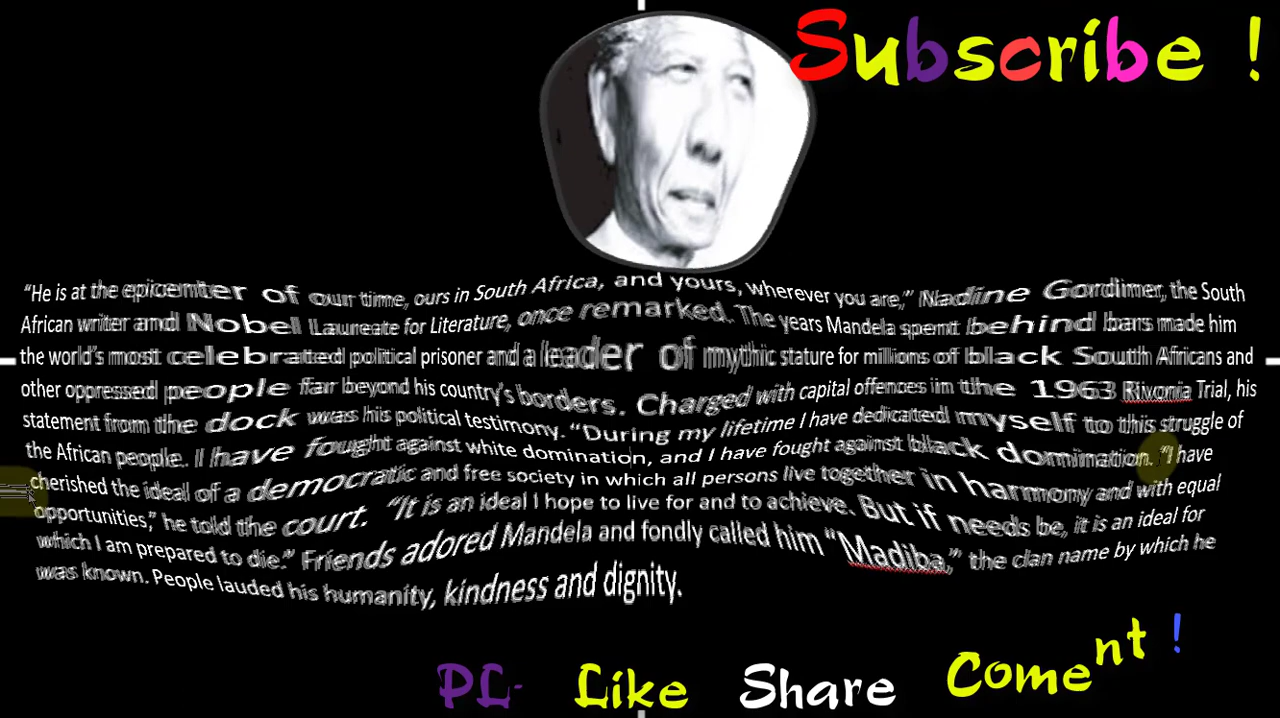 Subscribe !
“He is at the epicenter of our time, ours in South Africa, and yours, wherever you are,” Nadine Gordimer, the South
African writer and Nobel Laureate for Literature, once remarked. The years Mandela spent behind bars made him
the world’s most celebrated political prisoner and a leader of mythic stature for millions of black South Africans and
other oppressed people far beyond his country’s borders. Charged with capital offences in the 1963 Rivonia Trial, his
statement from the dock was his political testimony. “During my lifetime I have dedicated myself to this struggle of
the African people. I have fought against white domination, and I have fought against black domination. “I have
cherished the ideal of a democratic and free society in which all persons live together in harmony and with equal
opportunities,” he told the court. “It is an ideal I hope to live for and to achieve. But if needs be, it is an ideal for
which I am prepared to die.” Friends adored Mandela and fondly called him “Madiba,” the clan name by which he
was known. People lauded his humanity, kindness and dignity.
PL- Like Share Coment !